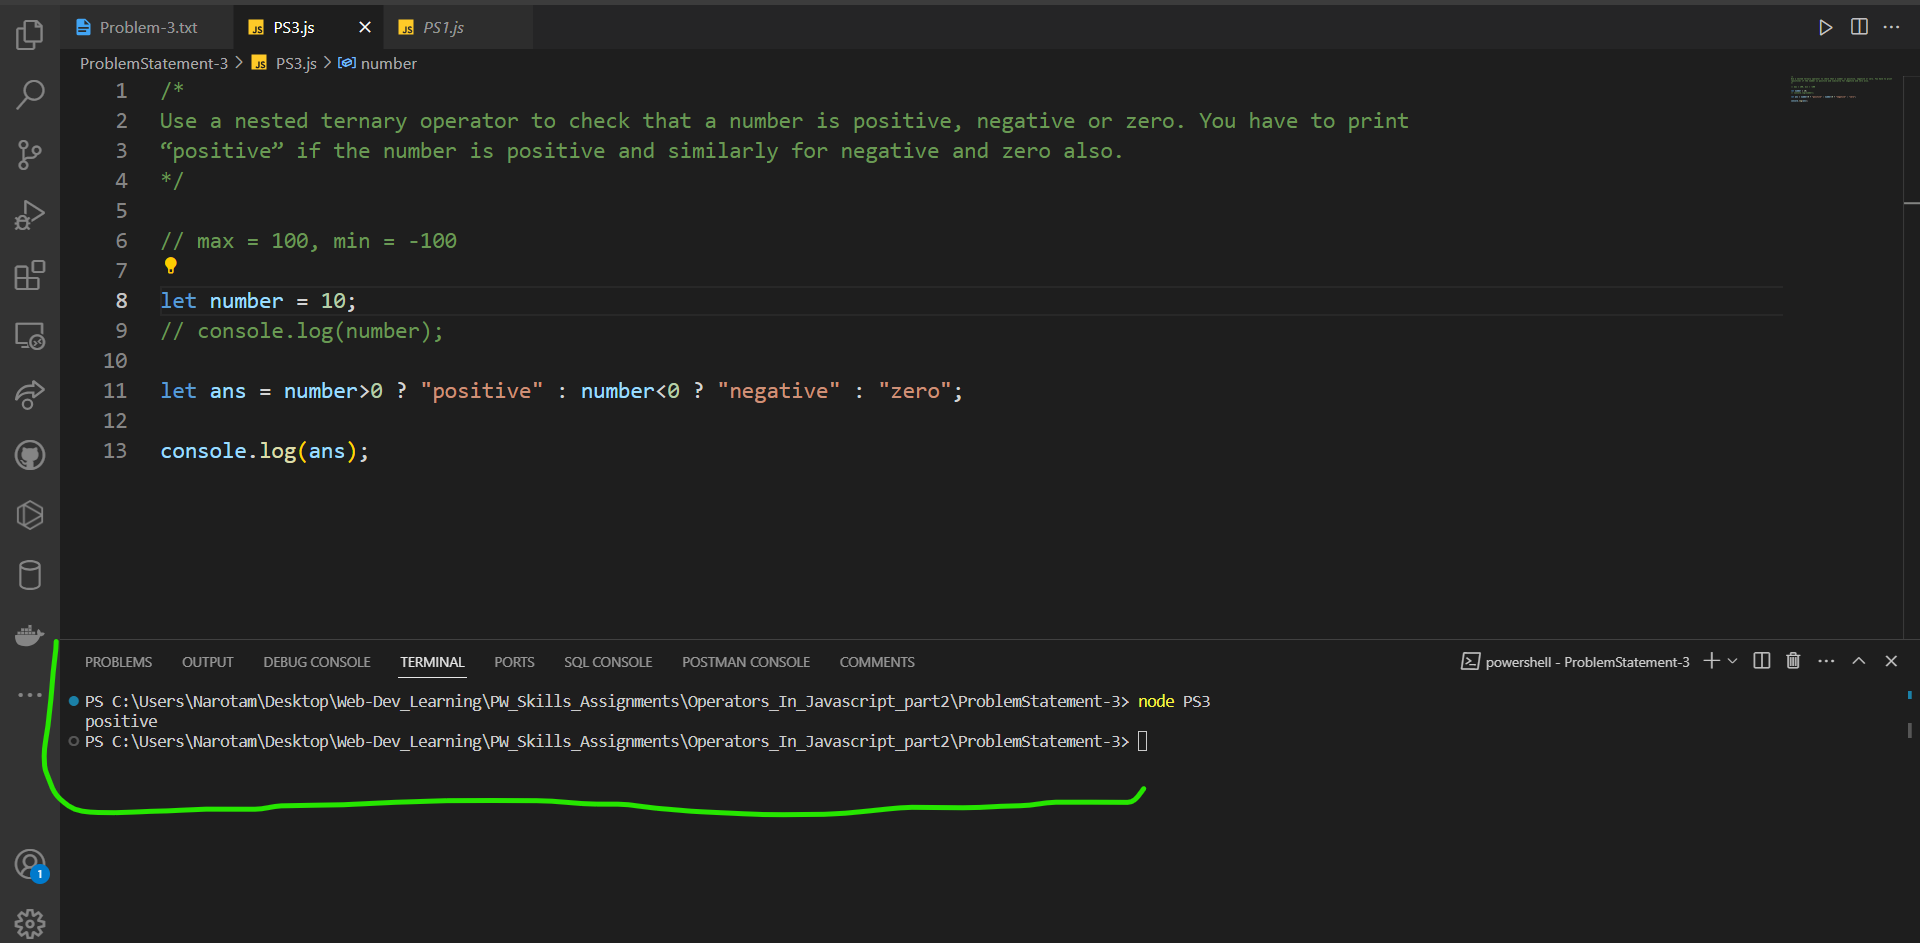 Problem-3.txt JS PS3.js JS PS1.js
ProblemStatement-3 > JS PS3.js > number
1 /*
2 Use a nested ternary operator to check that a number is positive, negative or zero. You have to print
3 “positive” if the number is positive and similarly for negative and zero also.
4 */
5
6 // max = 100, min = -100
7
8 let number = 10;
9 // console.log(number);
10
11 let ans = number>0 ? "positive" : number<0 ? "negative" : "zero";
12
13 console.log(ans);
PROBLEMS OUTPUT DEBUG CONSOLE TERMINAL PORTS SQL CONSOLE POSTMAN CONSOLE COMMENTS powershell - ProblemStatement-3
PS C:\Users\Narotam\Desktop\Web-Dev_Learning\PW_Skills_Assignments\Operators_In_Javascript_part2\ProblemStatement-3> node PS3
positive
PS C:\Users\Narotam\Desktop\Web-Dev_Learning\PW_Skills_Assignments\Operators_In_Javascript_part2\ProblemStatement-3>
1